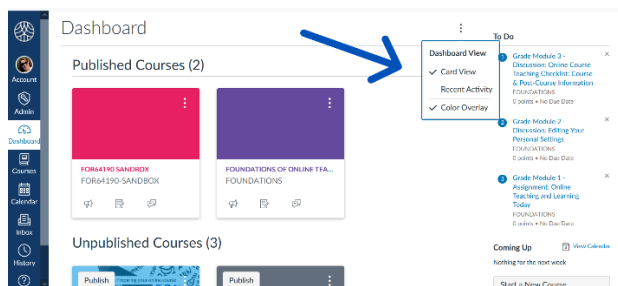 Dashboard
To Do
Account
Admin
Dashboard
Courses
Calendar
Inbox
History
Published Courses (2)
FOR64190 SANDBOX
FOR64190-SANDBOX
FOUNDATIONS OF ONLINE TEA...
FOUNDATIONS
Unpublished Courses (3)
Publish
Publish
Dashboard View
Card View
Recent Activity
Color Overlay
1 Grade Module 3 -
Discussion: Online Course
Teaching Checklist: Course
& Post-Course Information
FOUNDATIONS
0 points • No Due Date
2 Grade Module 2 -
Discussion: Editing Your
Personal Settings
FOUNDATIONS
0 points • No Due Date
3 Grade Module 1 -
Assignment: Online
Teaching and Learning
Today
FOUNDATIONS
0 points • No Due Date
Coming Up
View Calendar
Nothing for the next week
Start a New Course